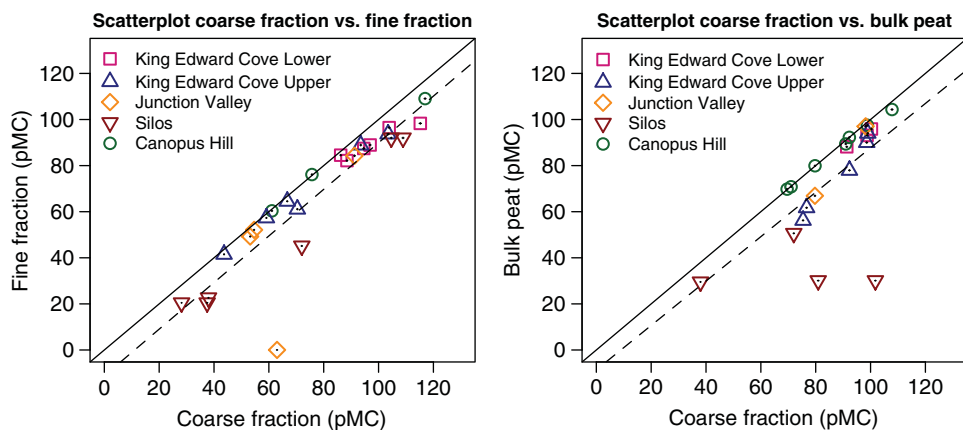 Scatterplot coarse fraction vs. fine fraction
Fine fraction (pMC)
120
100
80
60
40
20
0
King Edward Cove Lower
King Edward Cove Upper
Junction Valley
Silos
Canopus Hill
0 20 40 60 80 100 120
Coarse fraction (pMC)
Scatterplot coarse fraction vs. bulk peat
Bulk peat (pMC)
120
100
80
60
40
20
0
King Edward Cove Lower
King Edward Cove Upper
Junction Valley
Silos
Canopus Hill
0 20 40 60 80 100 120
Coarse fraction (pMC)